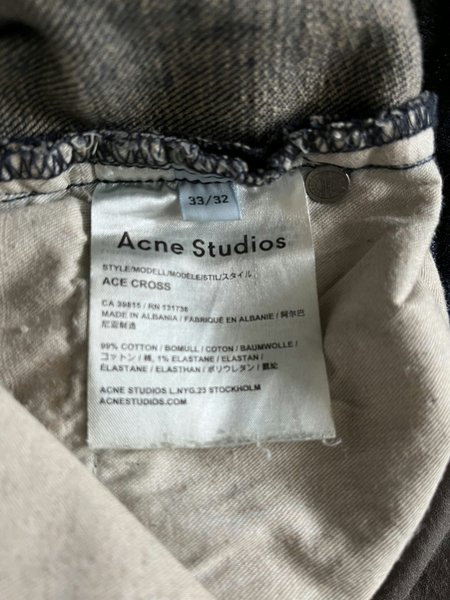 33/32
Acne Studios
STYLE/MODELL/MODÈLE/STIL/スタイル
ACE CROSS
CA 39815 / RN 131736
MADE IN ALBANIA / FABRIQUÉ EN ALBANIE / 阿尔巴
尼亚制造
99% COTTON / BOMULL / COTON / BAUMWOLLE /
コットン / 棉, 1% ELASTANE / ELASTAN /
ÉLASTANE / ELASTHAN / ポリウレタン / 氨纶
ACNE STUDIOS L.NYG.23 STOCKHOLM
ACNESTUDIOS.COM